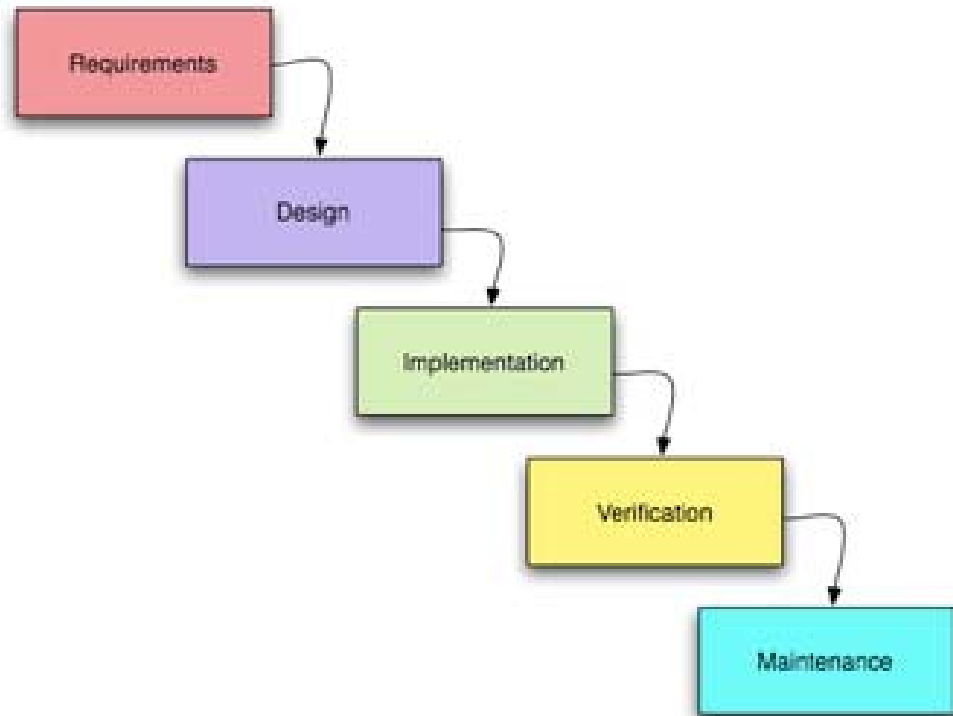 Requirements
Design
Implementation
Verification
Maintenance